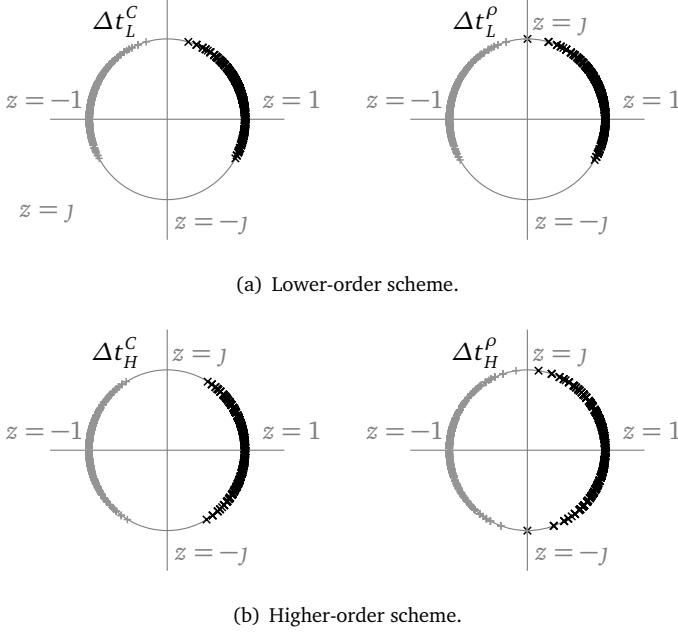 Δt_L^C Δt_L^ρ z = ȷ
z = −1 z = 1 z = −1 z = 1
z = ȷ z = −ȷ z = −ȷ
(a) Lower-order scheme.
Δt_H^C z = ȷ Δt_H^ρ z = ȷ
z = −1 z = 1 z = −1 z = 1
z = −ȷ z = −ȷ
(b) Higher-order scheme.